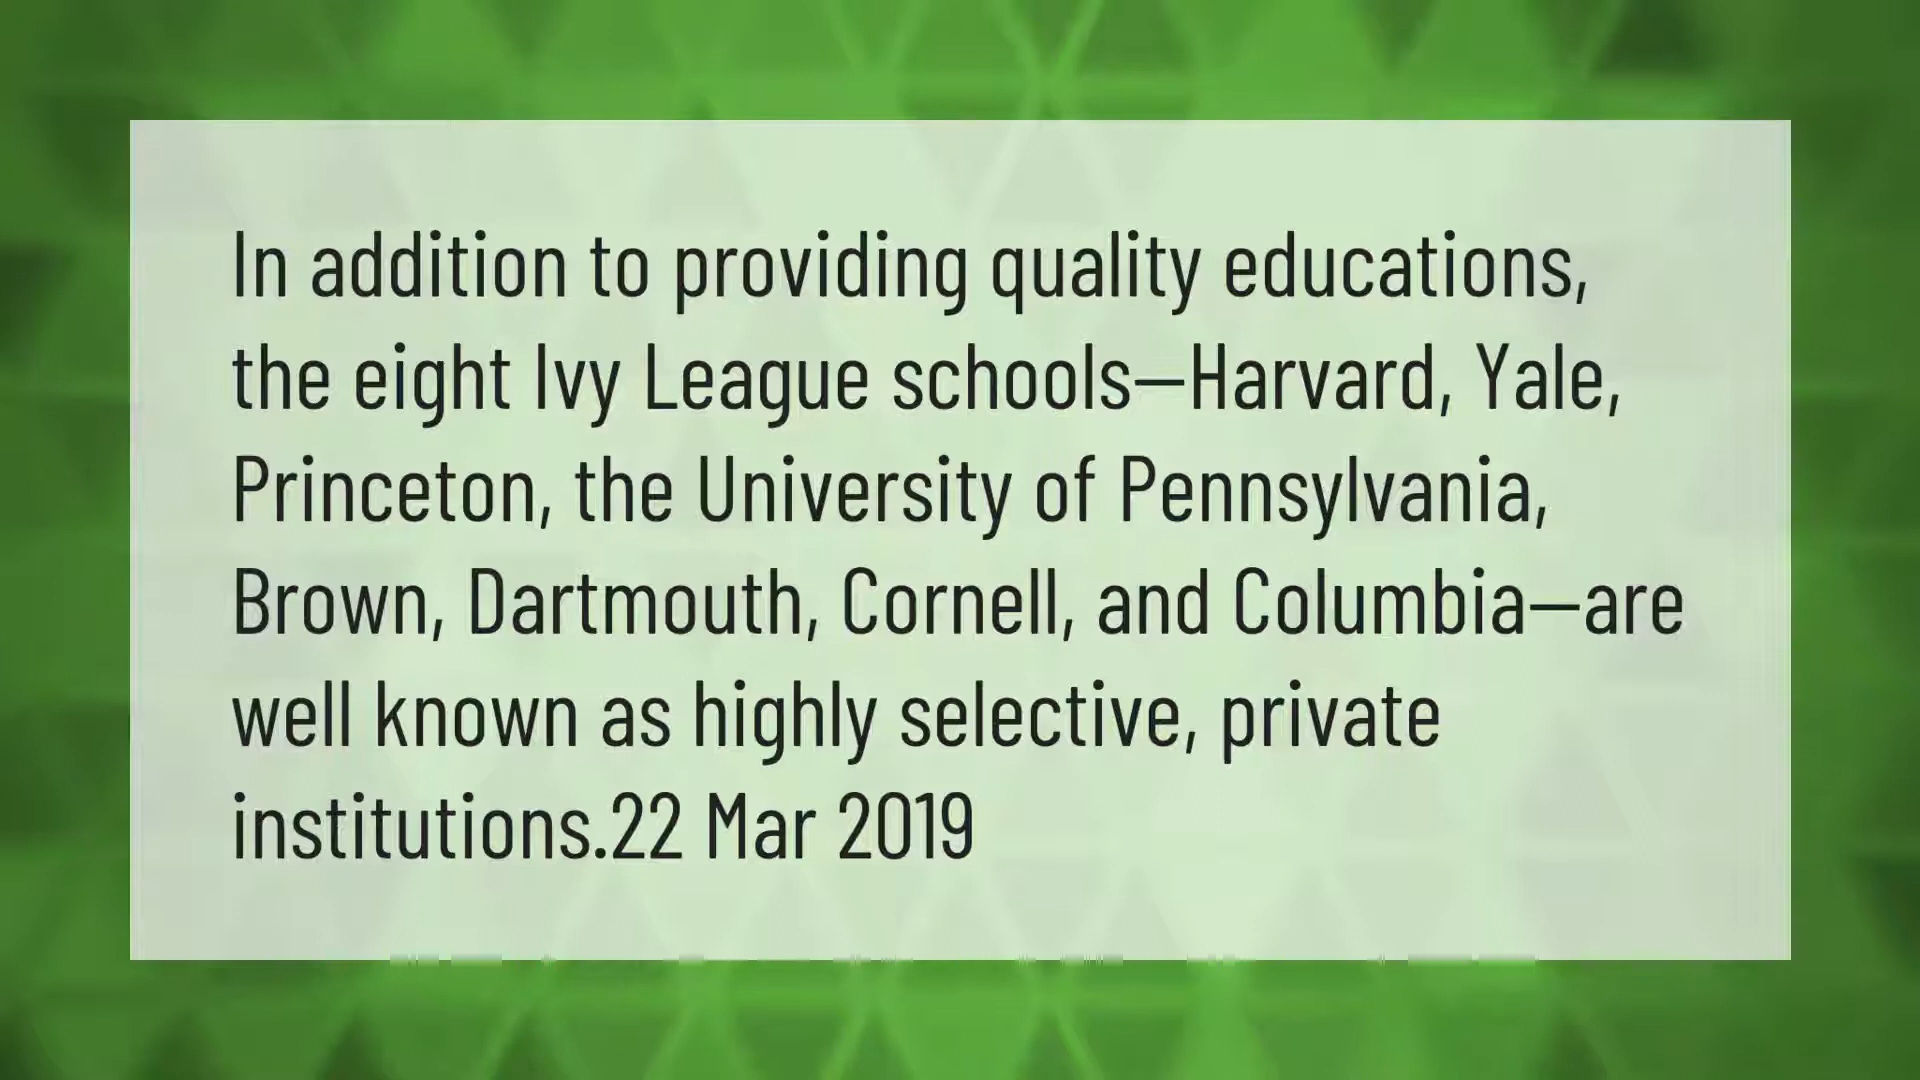 In addition to providing quality educations,
the eight Ivy League schools—Harvard, Yale,
Princeton, the University of Pennsylvania,
Brown, Dartmouth, Cornell, and Columbia—are
well known as highly selective, private
institutions.22 Mar 2019